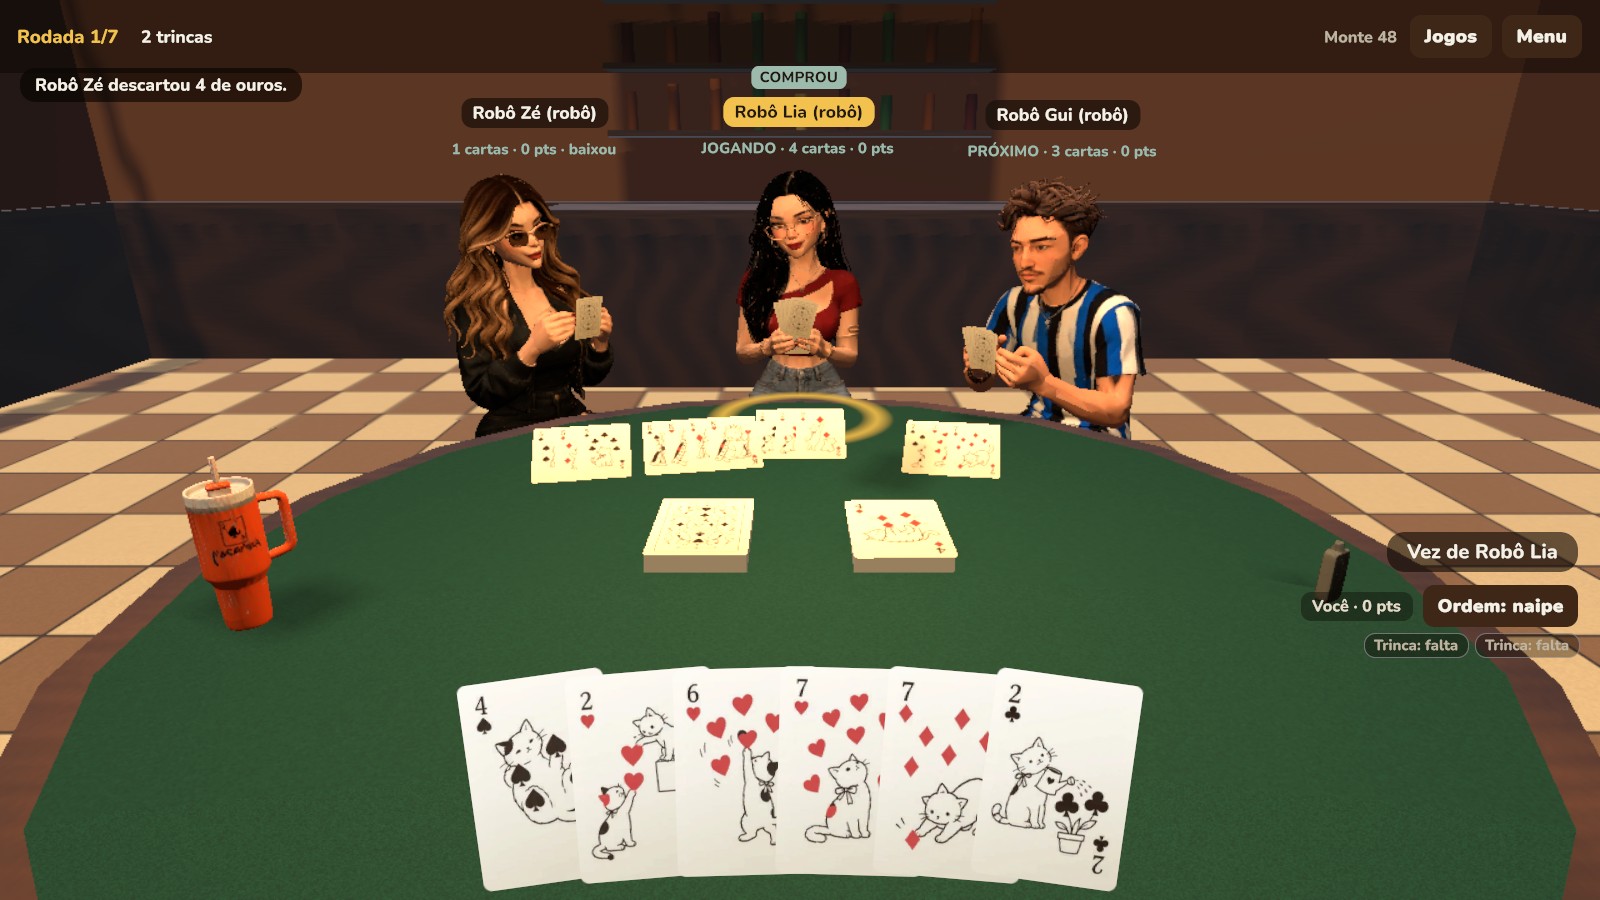 Rodada 1/7 2 trincas
Monte 48 Jogos Menu
Robô Zé descartou 4 de ouros.
COMPROU
Robô Zé (robô)
1 cartas · 0 pts · baixou
Robô Lia (robô)
JOGANDO · 4 cartas · 0 pts
Robô Gui (robô)
PRÓXIMO · 3 cartas · 0 pts
Vez de Robô Lia
Você · 0 pts Ordem: naipe
Trinca: falta Trinca: falta
4 2 6 7 7 2
2